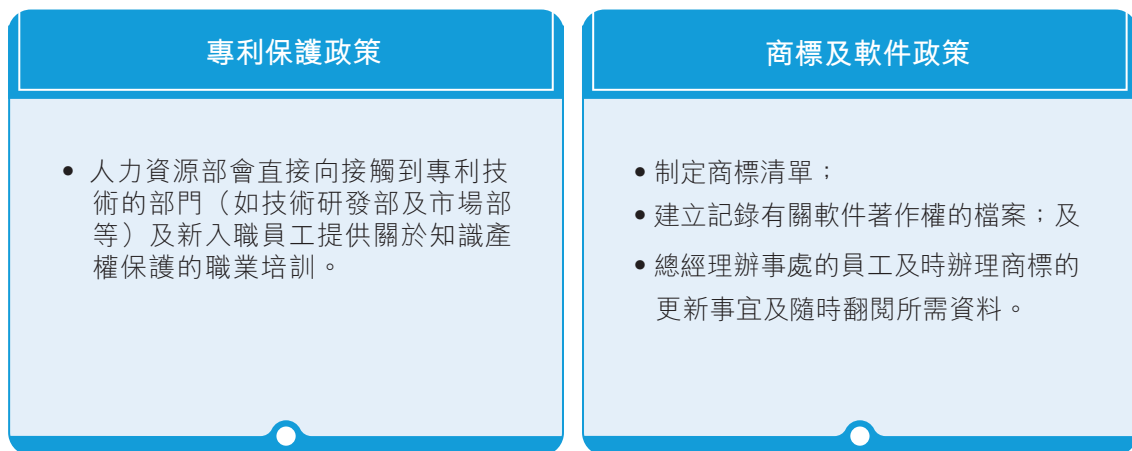 專利保護政策
• 人力資源部會直接向接觸到專利技
術的部門（如技術研發部及市場部
等）及新入職員工提供關於知識產
權保護的職業培訓。
商標及軟件政策
• 制定商標清單；
• 建立記錄有關軟件著作權的檔案；及
• 總經理辦事處的員工及時辦理商標的
更新事宜及隨時翻閱所需資料。